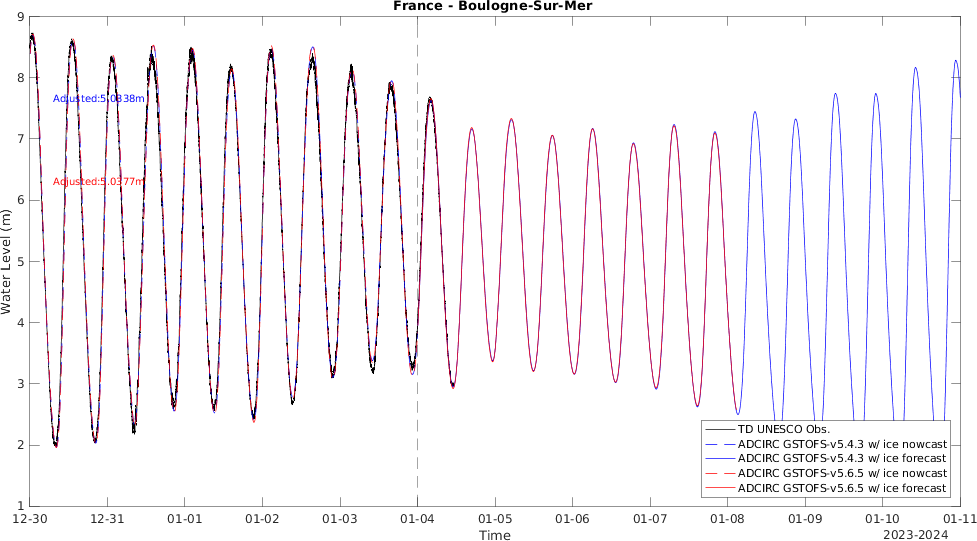 France - Boulogne-Sur-Mer
Water Level (m)
9
8
7
6
5
4
3
2
1
Adjusted:5.0338m
Adjusted:5.0377m
TD UNESCO Obs.
ADCIRC GSTOFS-v5.4.3 w/ ice nowcast
ADCIRC GSTOFS-v5.4.3 w/ ice forecast
ADCIRC GSTOFS-v5.6.5 w/ ice nowcast
ADCIRC GSTOFS-v5.6.5 w/ ice forecast
12-30 12-31 01-01 01-02 01-03 01-04 01-05 01-06 01-07 01-08 01-09 01-10 01-11
Time
2023-2024